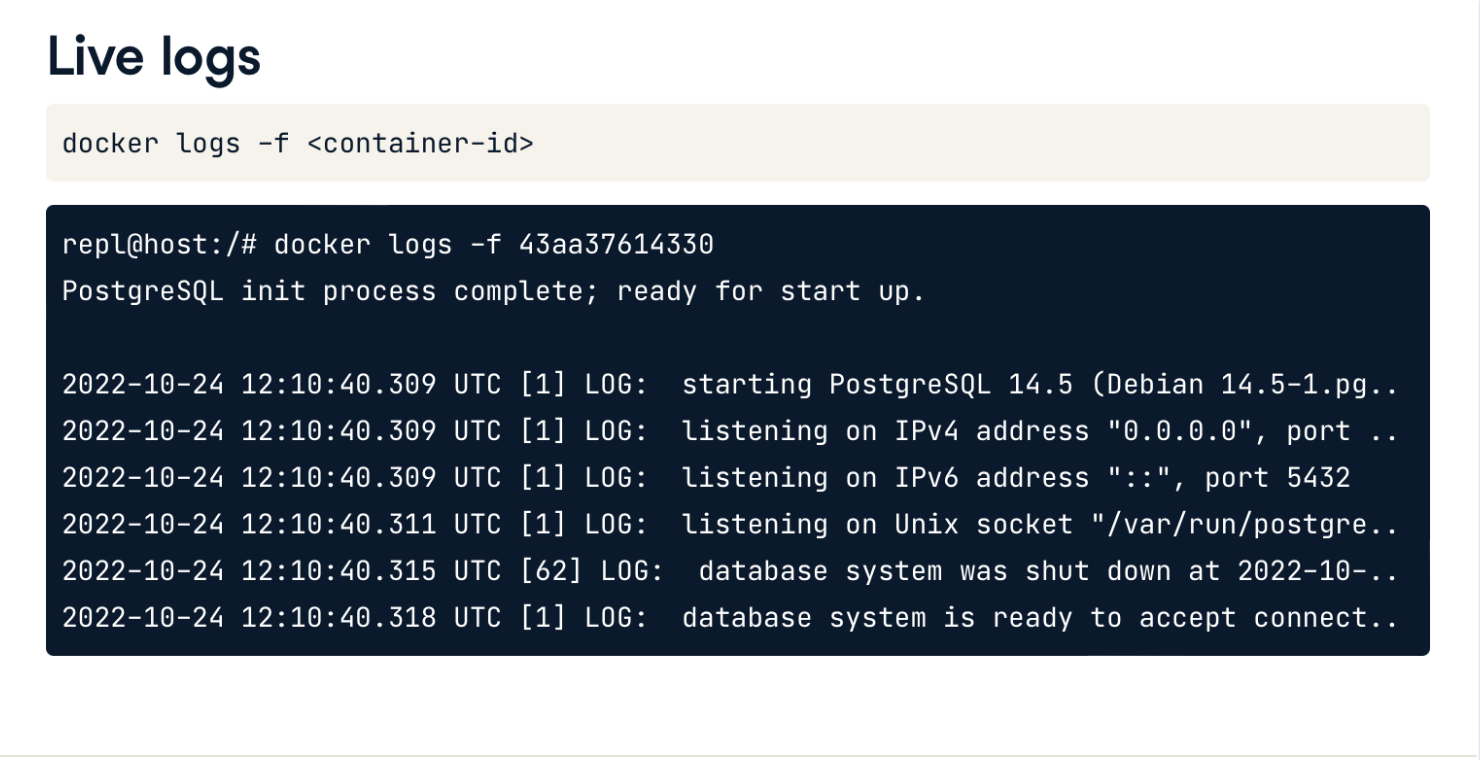 Live logs
docker logs -f <container-id>
repl@host:/# docker logs -f 43aa37614330
PostgreSQL init process complete; ready for start up.
2022-10-24 12:10:40.309 UTC [1] LOG:  starting PostgreSQL 14.5 (Debian 14.5-1.pg..
2022-10-24 12:10:40.309 UTC [1] LOG:  listening on IPv4 address "0.0.0.0", port ..
2022-10-24 12:10:40.309 UTC [1] LOG:  listening on IPv6 address "::", port 5432
2022-10-24 12:10:40.311 UTC [1] LOG:  listening on Unix socket "/var/run/postgre..
2022-10-24 12:10:40.315 UTC [62] LOG:  database system was shut down at 2022-10-..
2022-10-24 12:10:40.318 UTC [1] LOG:  database system is ready to accept connect..